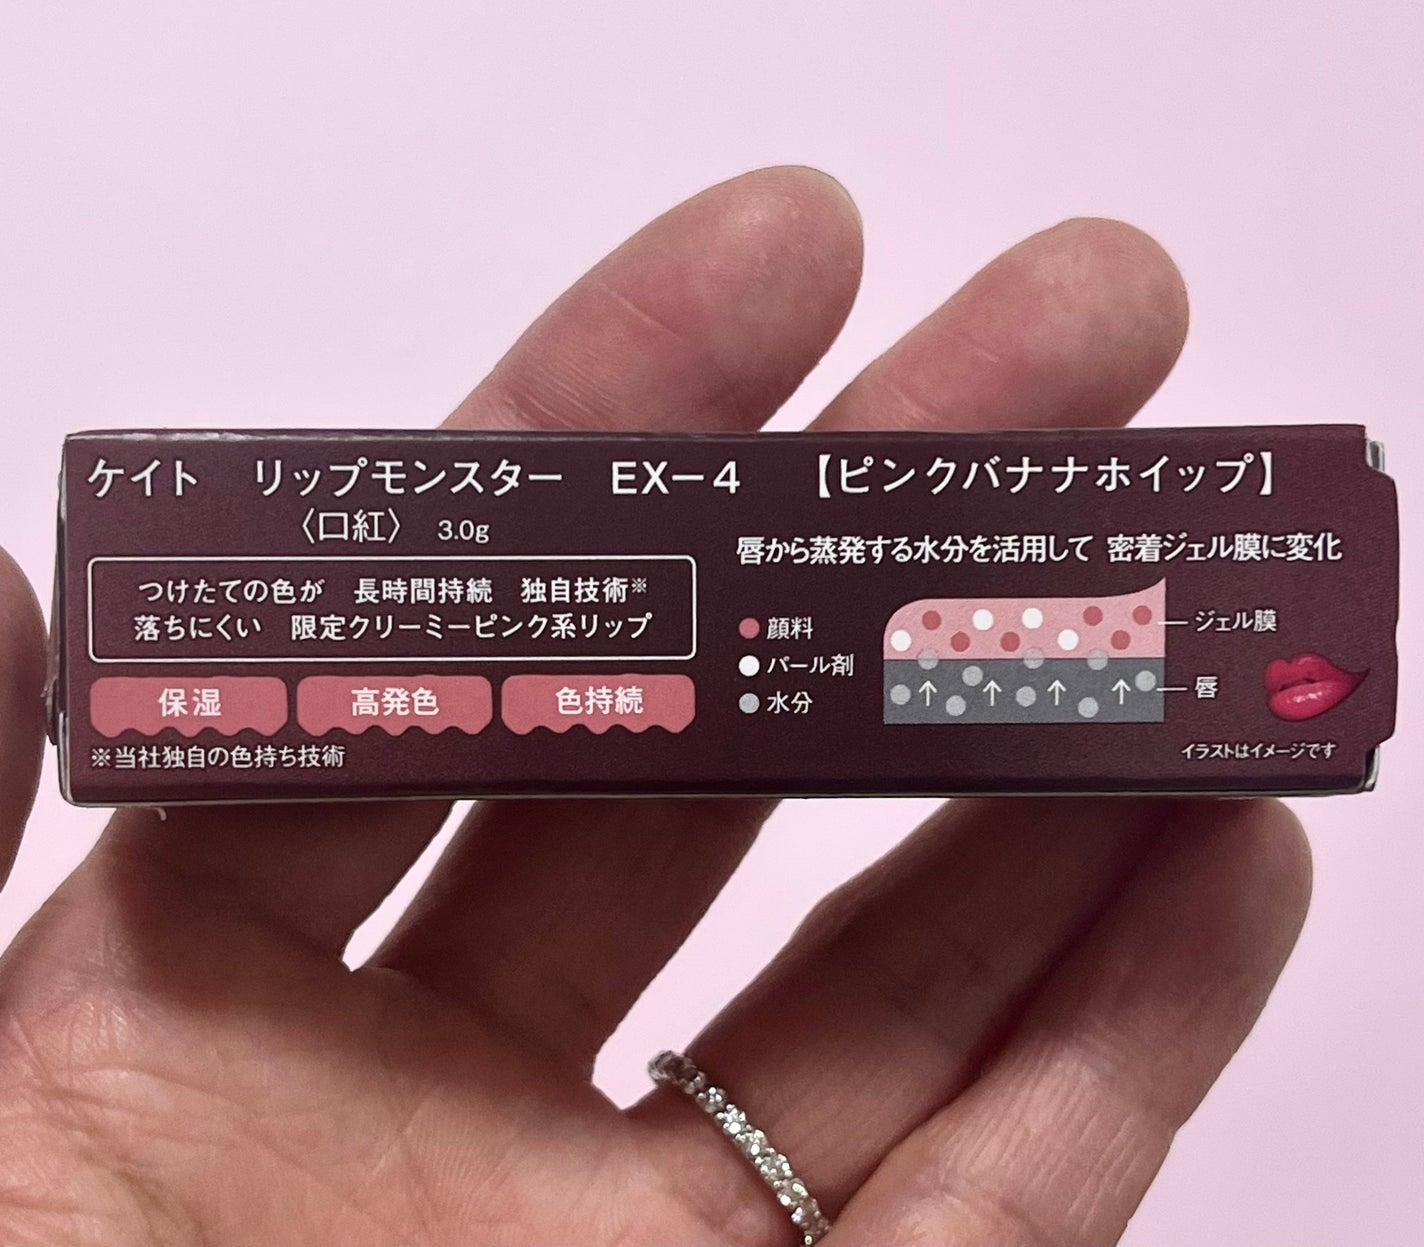 ケイト リップモンスター EX－4 【ピンクバナナホイップ】
〈口紅〉 3.0g
つけたての色が 長時間持続 独自技術※
落ちにくい 限定クリーミーピンク系リップ
保湿 高発色 色持続
※当社独自の色持ち技術
唇から蒸発する水分を活用して 密着ジェル膜に変化
顔料
パール剤
水分
ジェル膜
唇
イラストはイメージです